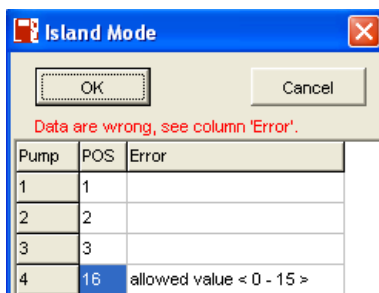 Island Mode
OK Cancel
Data are wrong, see column 'Error'.
Pump POS Error
1 1
2 2
3 3
4 16 allowed value < 0 - 15 >